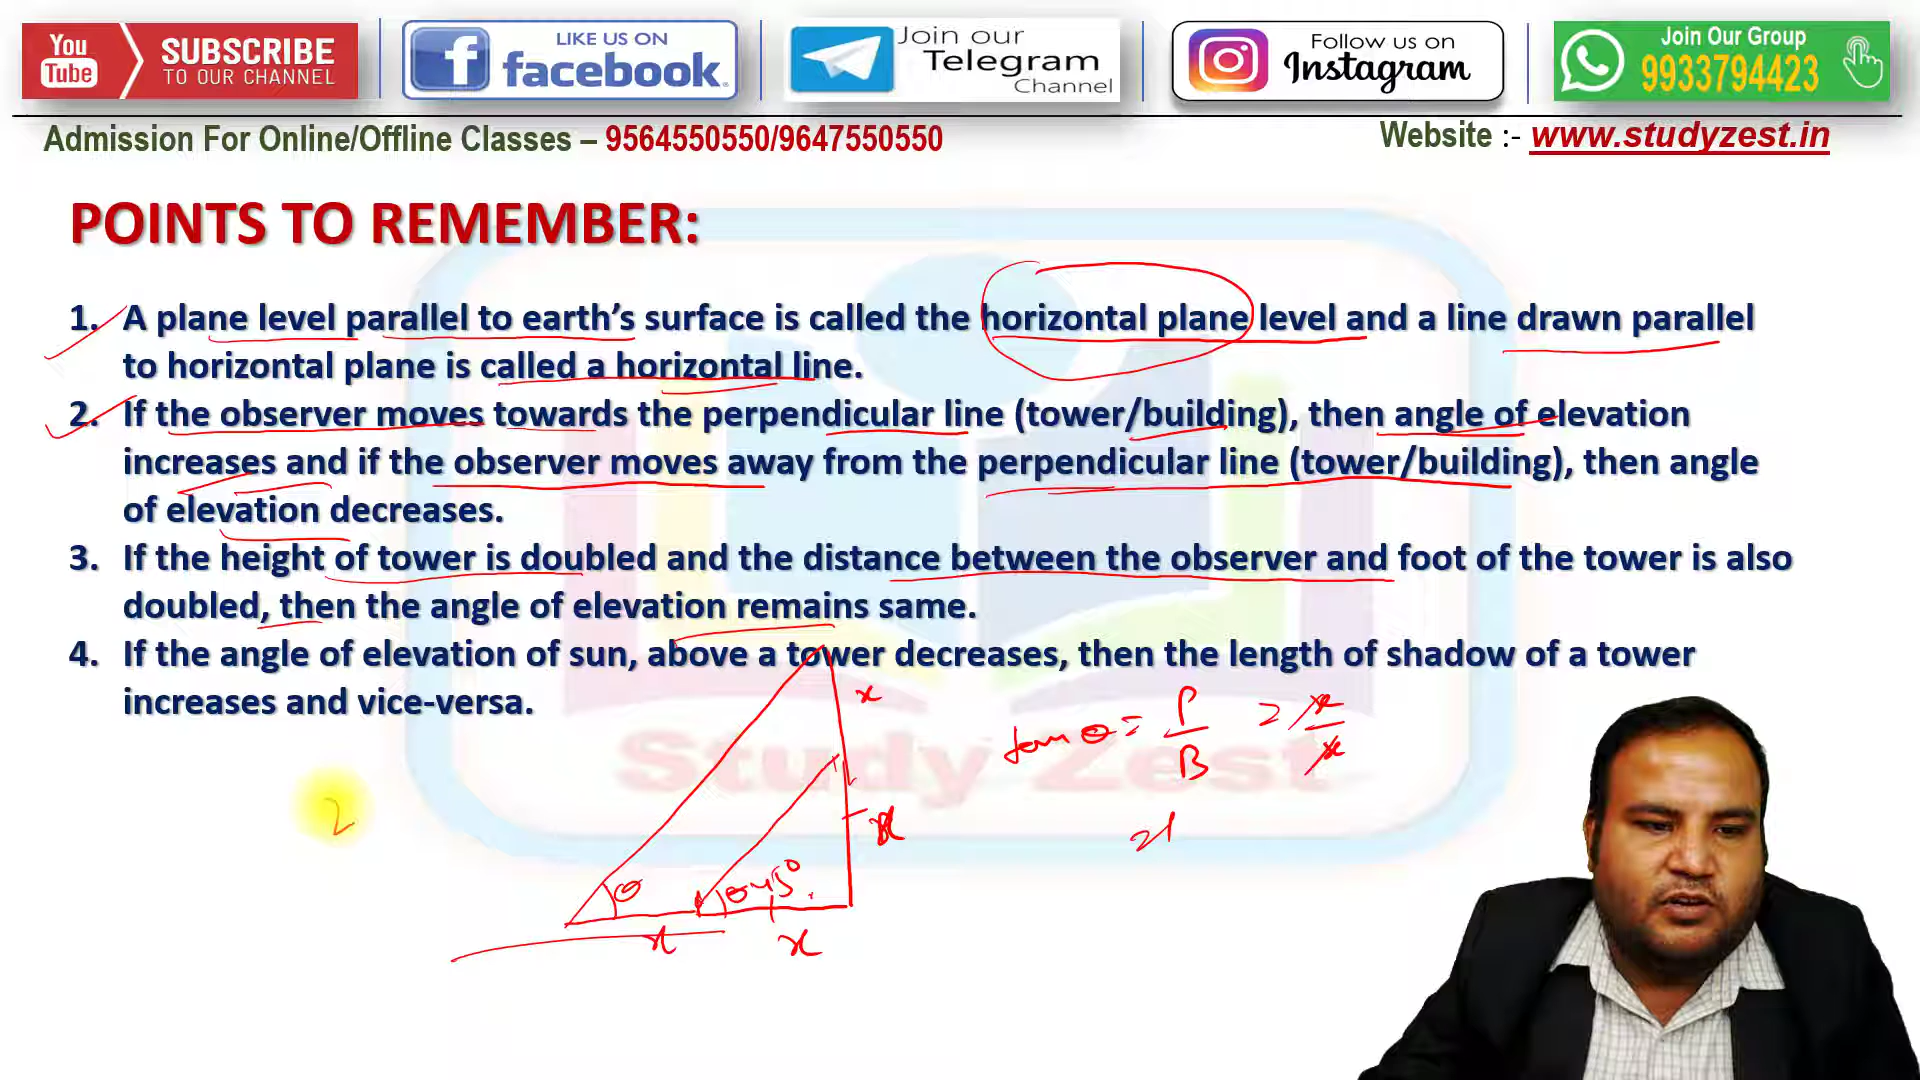 You Tube SUBSCRIBE TO OUR CHANNEL
LIKE US ON facebook.
Join our Telegram Channel
Follow us on Instagram
Join Our Group 9933794423
Admission For Online/Offline Classes – 9564550550/9647550550
Website :- www.studyzest.in
POINTS TO REMEMBER:
1. A plane level parallel to earth’s surface is called the horizontal plane level and a line drawn parallel
to horizontal plane is called a horizontal line.
2. If the observer moves towards the perpendicular line (tower/building), then angle of elevation
increases and if the observer moves away from the perpendicular line (tower/building), then angle
of elevation decreases.
3. If the height of tower is doubled and the distance between the observer and foot of the tower is also
doubled, then the angle of elevation remains same.
4. If the angle of elevation of sun, above a tower decreases, then the length of shadow of a tower
increases and vice-versa.
x
tan θ = P/B = x/x
Study Zest
2
x
θ
θ 45°
x
x